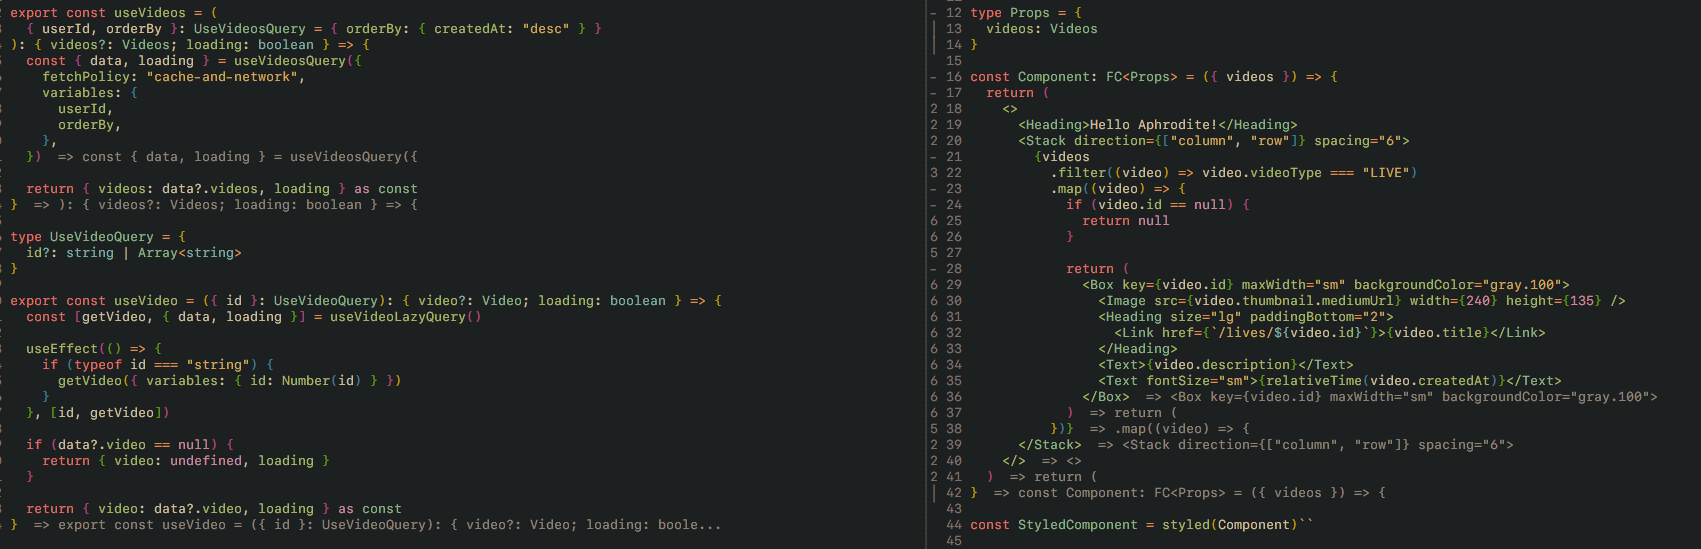 export const useVideos = (
  { userId, orderBy }: UseVideosQuery = { orderBy: { createdAt: "desc" } }
): { videos?: Videos; loading: boolean } => {
  const { data, loading } = useVideosQuery({
    fetchPolicy: "cache-and-network",
    variables: {
      userId,
      orderBy,
    },
  })  => const { data, loading } = useVideosQuery({

  return { videos: data?.videos, loading } as const
}  => ): { videos?: Videos; loading: boolean } => {

type UseVideoQuery = {
  id?: string | Array<string>
}

export const useVideo = ({ id }: UseVideoQuery): { video?: Video; loading: boolean } => {
  const [getVideo, { data, loading }] = useVideoLazyQuery()

  useEffect(() => {
    if (typeof id === "string") {
      getVideo({ variables: { id: Number(id) } })
    }
  }, [id, getVideo])

  if (data?.video == null) {
    return { video: undefined, loading }
  }

  return { video: data?.video, loading } as const
}  => export const useVideo = ({ id }: UseVideoQuery): { video?: Video; loading: boole...
- 12 type Props = {
| 13   videos: Videos
| 14 }
  15
- 16 const Component: FC<Props> = ({ videos }) => {
- 17   return (
2 18     <>
2 19       <Heading>Hello Aphrodite!</Heading>
2 20       <Stack direction={["column", "row"]} spacing="6">
- 21         {videos
3 22           .filter((video) => video.videoType === "LIVE")
- 23           .map((video) => {
- 24             if (video.id == null) {
6 25               return null
6 26             }
5 27
- 28             return (
6 29               <Box key={video.id} maxWidth="sm" backgroundColor="gray.100">
6 30                 <Image src={video.thumbnail.mediumUrl} width={240} height={135} />
6 31                 <Heading size="lg" paddingBottom="2">
6 32                   <Link href={`/lives/${video.id}`}>{video.title}</Link>
6 33                 </Heading>
6 34                 <Text>{video.description}</Text>
6 35                 <Text fontSize="sm">{relativeTime(video.createdAt)}</Text>
6 36               </Box>  => <Box key={video.id} maxWidth="sm" backgroundColor="gray.100">
6 37             )  => return (
5 38           })}  => .map((video) => {
2 39       </Stack>  => <Stack direction={["column", "row"]} spacing="6">
2 40     </>  => <>
2 41   )  => return (
| 42 }  => const Component: FC<Props> = ({ videos }) => {
  43
  44 const StyledComponent = styled(Component)``
  45